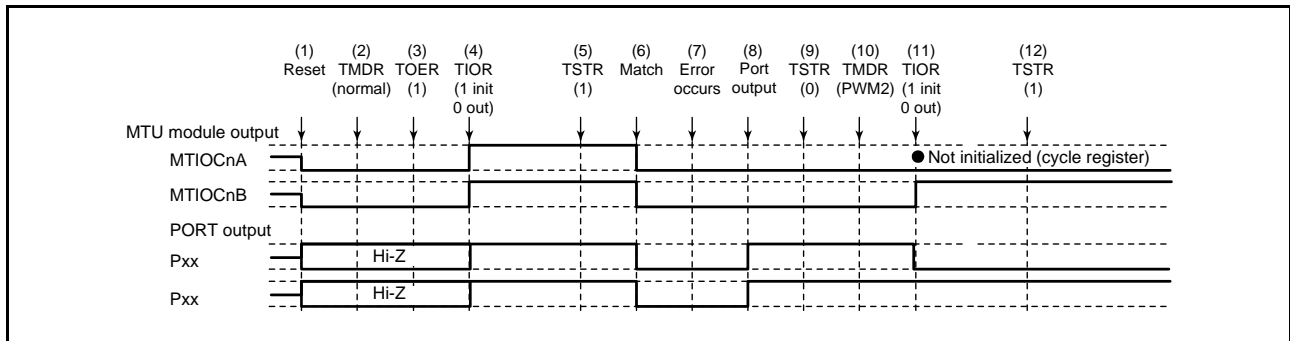 (1) (2) (3) (4) (5) (6) (7) (8) (9) (10) (11) (12)
Reset TMDR TOER TIOR TSTR Match Error Port TSTR TMDR TIOR TSTR
(normal) (1) (1 init (1) occurs output (0) (PWM2) (1 init (1)
0 out) 0 out)
MTU module output
MTIOCnA ● Not initialized (cycle register)
MTIOCnB
PORT output
Pxx Hi-Z
Pxx Hi-Z